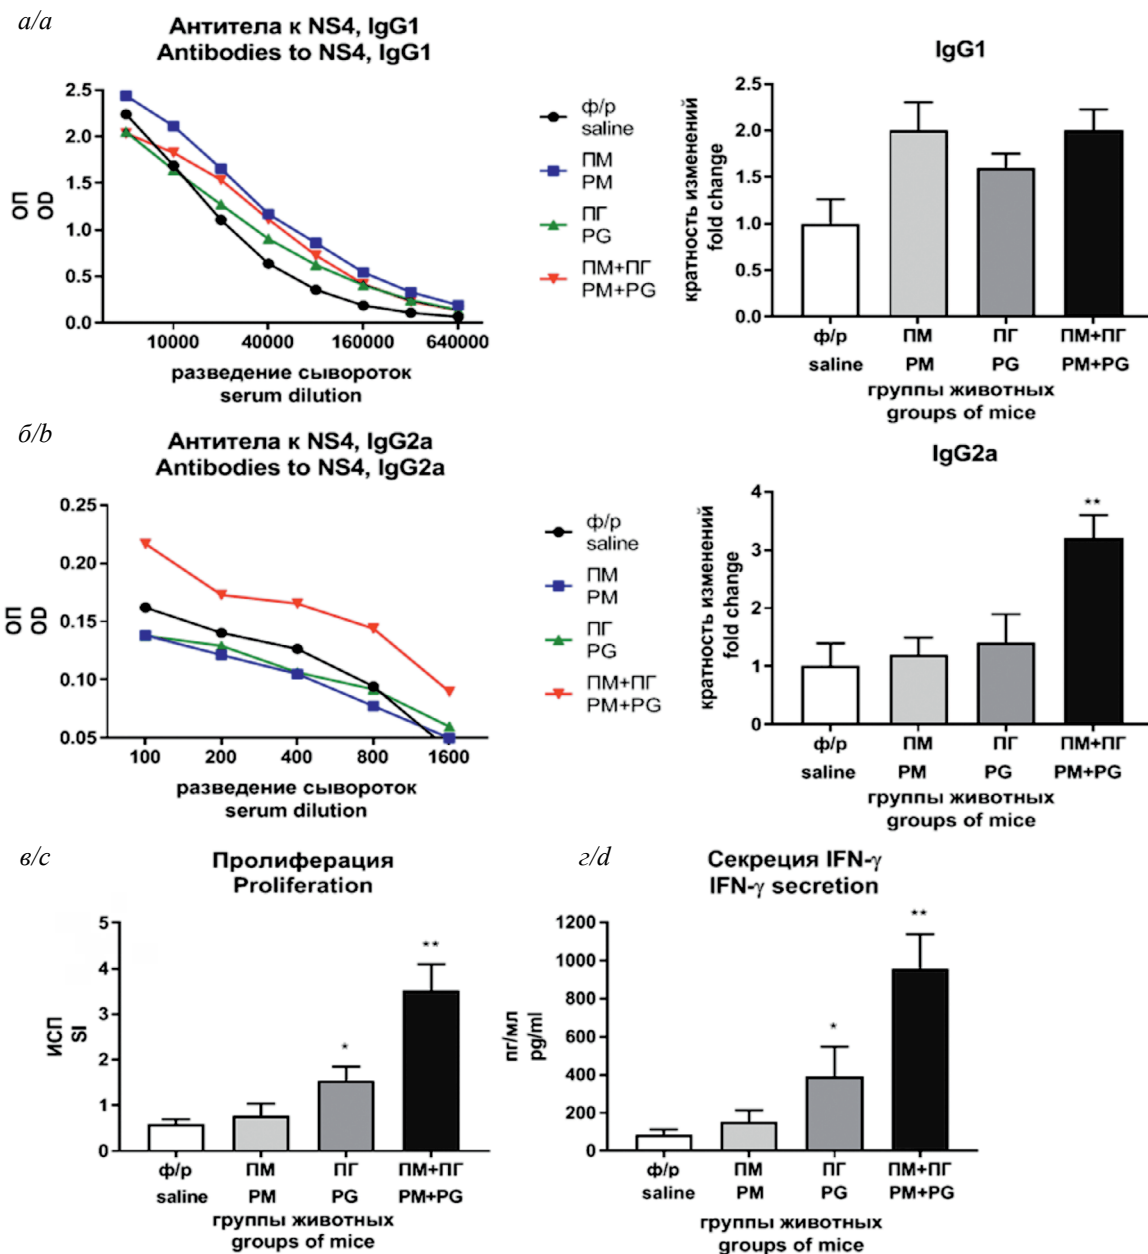 а/a
Антитела к NS4, IgG1
Antibodies to NS4, IgG1
ОП
OD
2.5
2.0
1.5
1.0
0.5
0.0
10000 40000 160000 640000
разведение сывороток
serum dilution
ф/р
saline
ПМ
PM
ПГ
PG
ПМ+ПГ
PM+PG
IgG1
кратность изменений
fold change
2.5
2.0
1.5
1.0
0.5
0.0
ф/р ПМ ПГ ПМ+ПГ
saline PM PG PM+PG
группы животных
groups of mice
б/b
Антитела к NS4, IgG2a
Antibodies to NS4, IgG2a
ОП
OD
0.25
0.20
0.15
0.10
0.05
100 200 400 800 1600
разведение сывороток
serum dilution
ф/р
saline
ПМ
PM
ПГ
PG
ПМ+ПГ
PM+PG
IgG2a
кратность изменений
fold change
4
3
2
1
0
**
ф/р ПМ ПГ ПМ+ПГ
saline PM PG PM+PG
группы животных
groups of mice
в/c
Пролиферация
Proliferation
ИСП
SI
5
4
3
2
1
0
* **
ф/р ПМ ПГ ПМ+ПГ
saline PM PG PM+PG
группы животных
groups of mice
г/d
Секреция IFN-γ
IFN-γ secretion
пг/мл
pg/ml
1200
1000
800
600
400
200
0
* **
ф/р ПМ ПГ ПМ+ПГ
saline PM PG PM+PG
группы животных
groups of mice